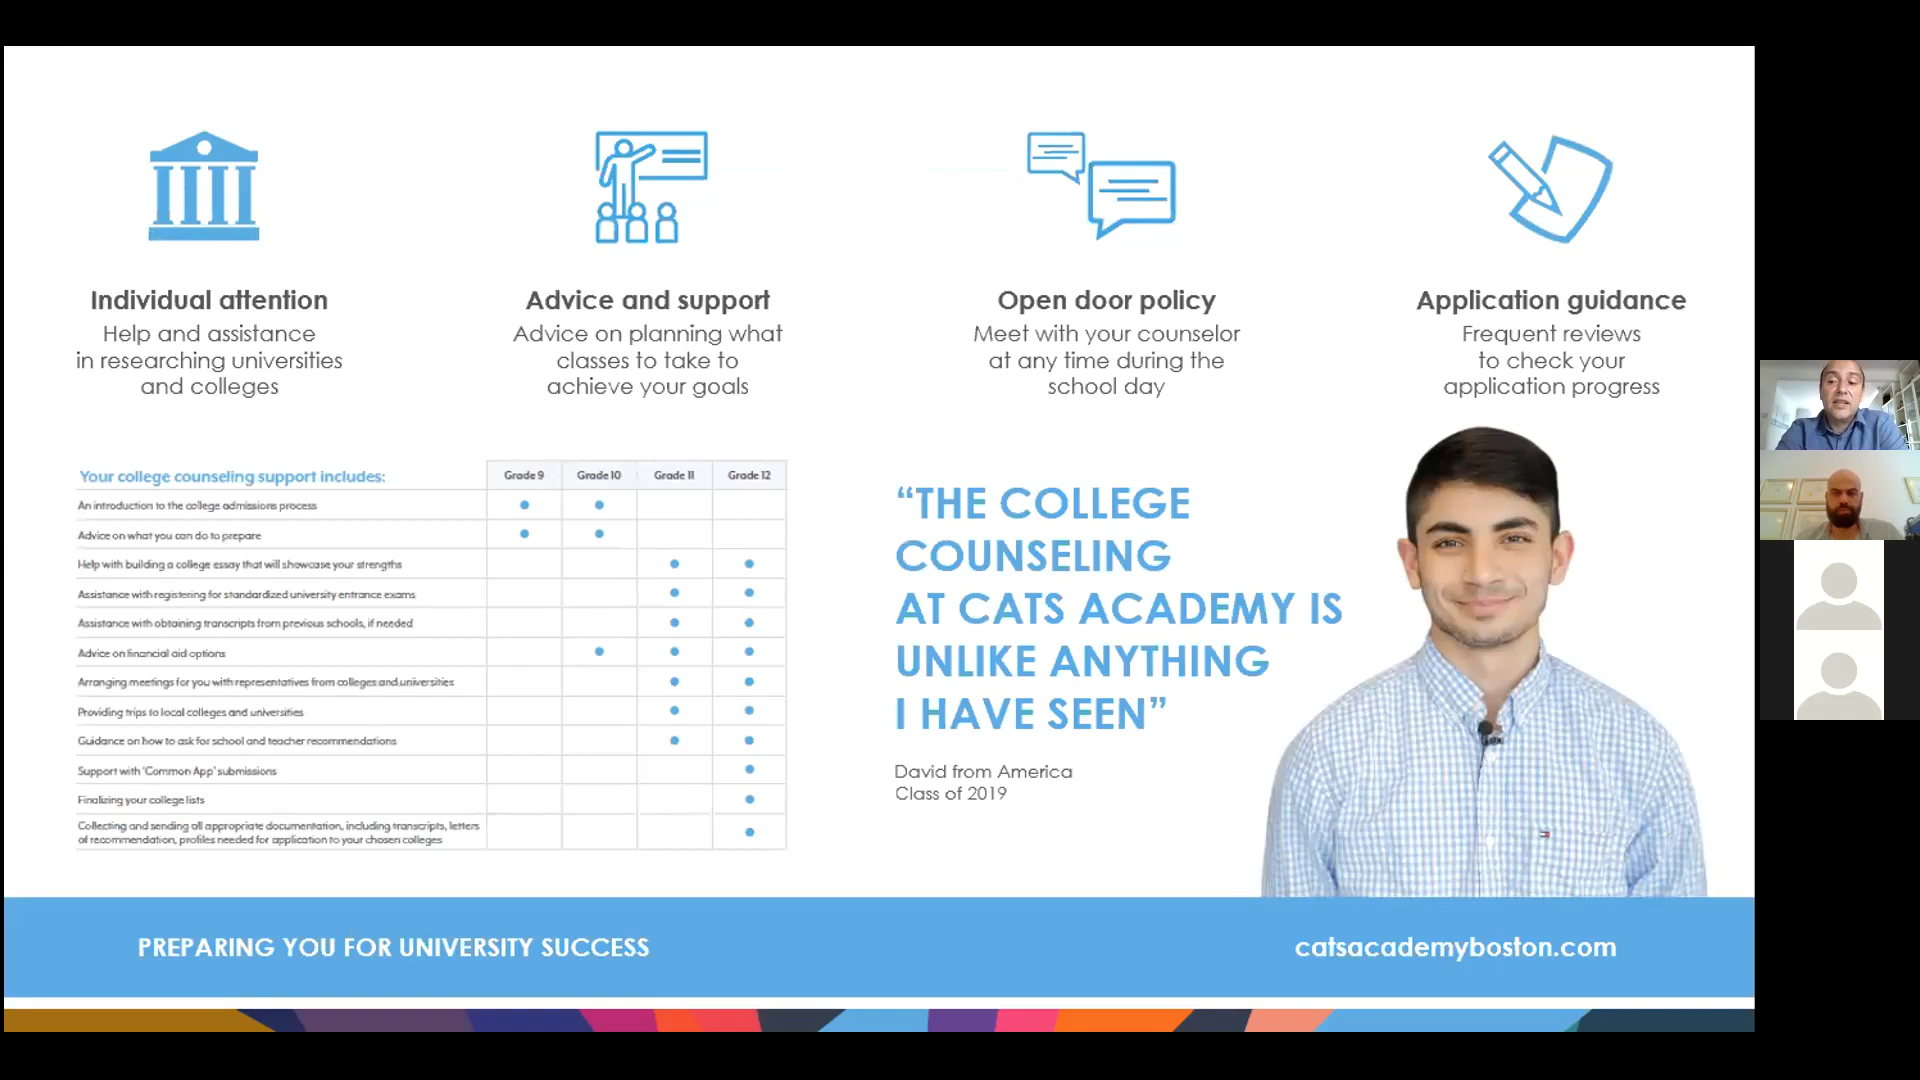 Individual attention
Help and assistance
in researching universities
and colleges
Advice and support
Advice on planning what
classes to take to
achieve your goals
Open door policy
Meet with your counselor
at any time during the
school day
Application guidance
Frequent reviews
to check your
application progress
Your college counseling support includes: Grade 9 Grade 10 Grade 11 Grade 12
An introduction to the college admissions process
Advice on what you can do to prepare
Help with building a college essay that will showcase your strengths
Assistance with registering for standardized university entrance exams
Assistance with obtaining transcripts from previous schools, if needed
Advice on financial aid options
Arranging meetings for you with representatives from colleges and universities
Providing trips to local colleges and universities
Guidance on how to ask for school and teacher recommendations
Support with 'Common App' submissions
Finalizing your college lists
Collecting and sending all appropriate documentation, including transcripts, letters
of recommendation, profiles needed for application to your chosen colleges
“THE COLLEGE
COUNSELING
AT CATS ACADEMY IS
UNLIKE ANYTHING
I HAVE SEEN”
David from America
Class of 2019
PREPARING YOU FOR UNIVERSITY SUCCESS
catsacademyboston.com